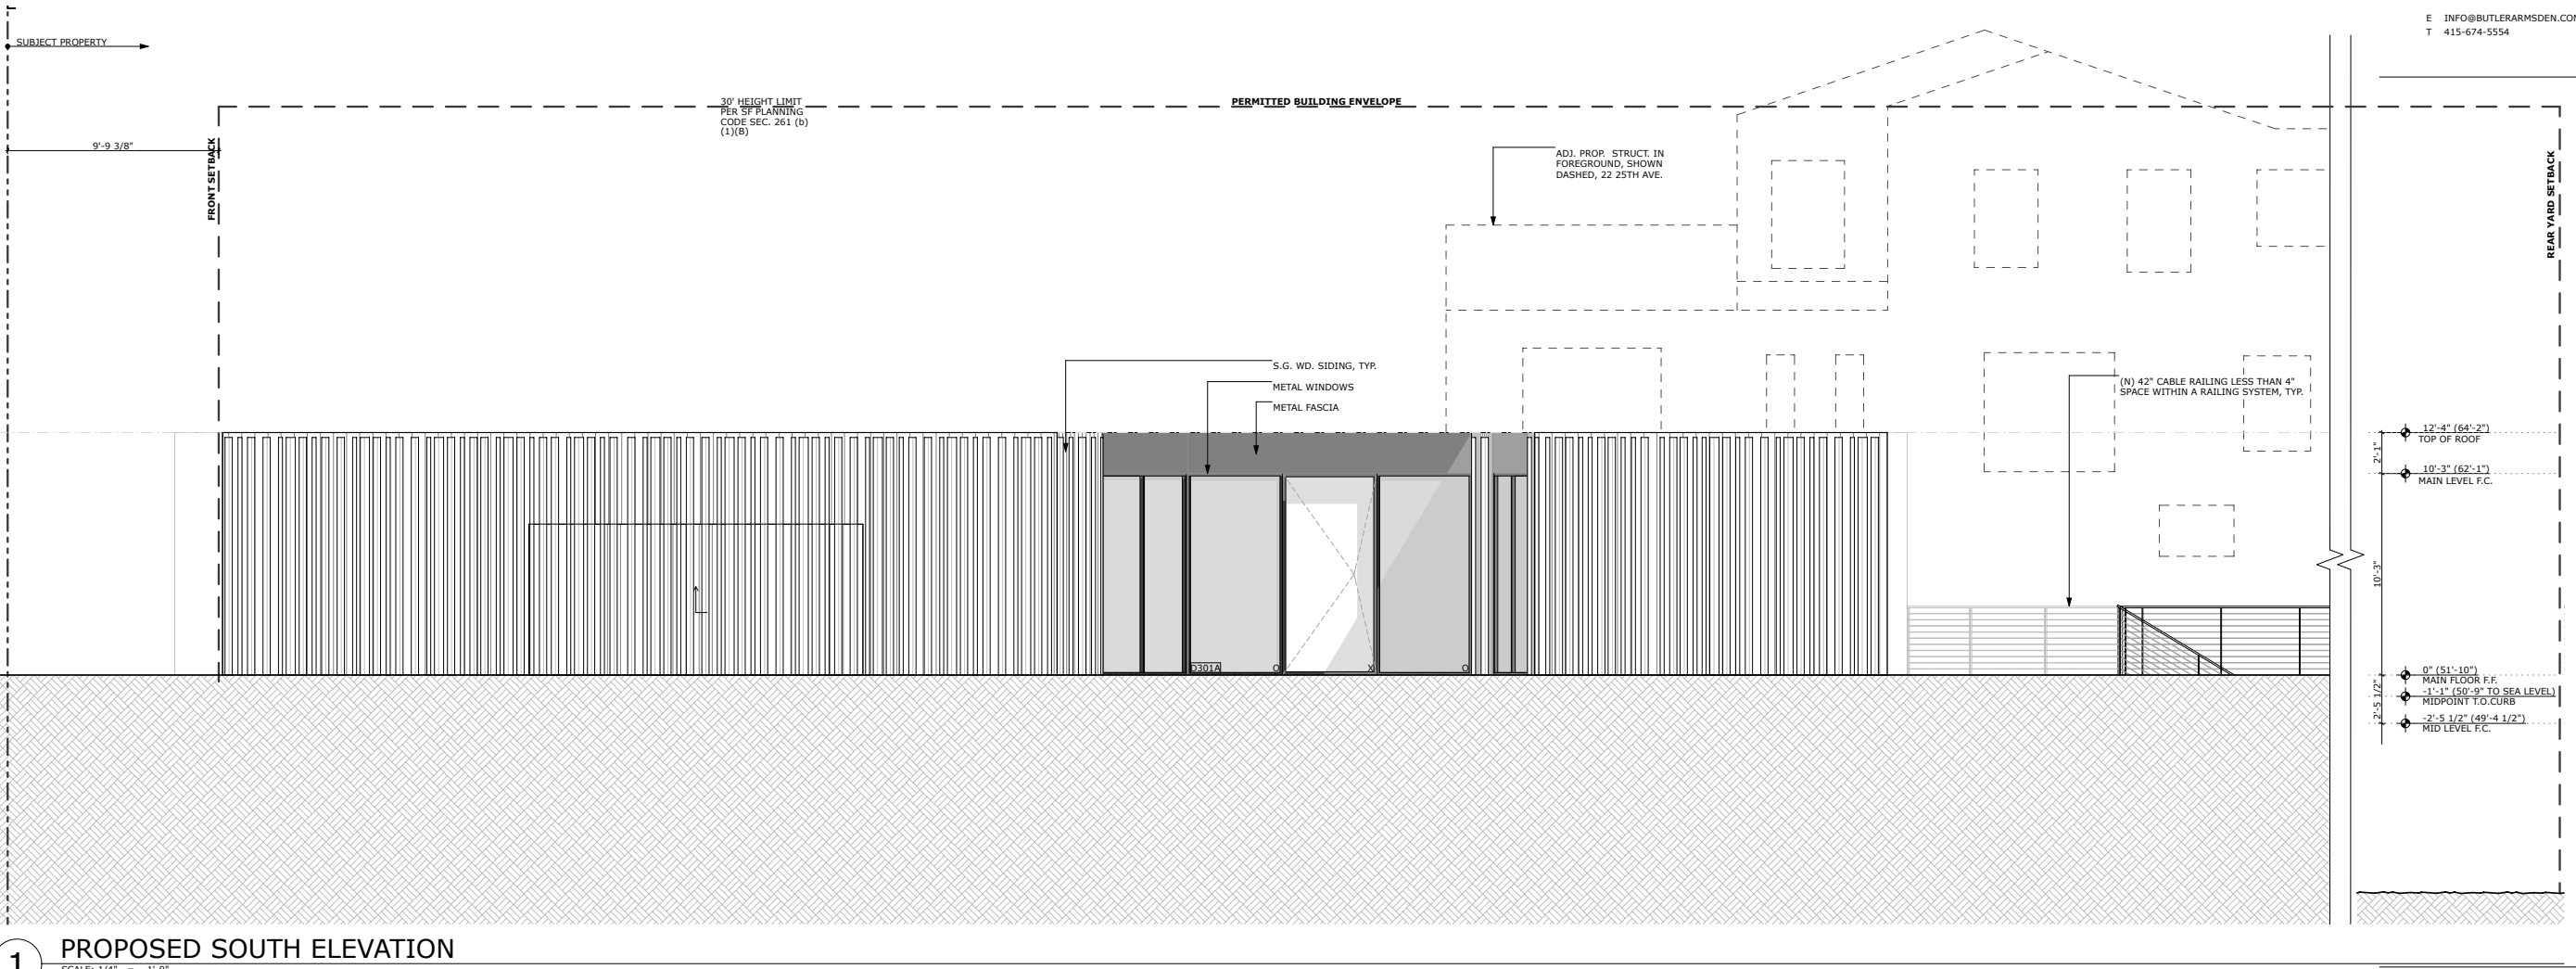 E INFO@BUTLERARMSDEN.COM
T 415-674-5554
SUBJECT PROPERTY
30' HEIGHT LIMIT
PER SF PLANNING
CODE SEC. 261 (b)
(1)(B)
PERMITTED BUILDING ENVELOPE
9'-9 3/8"
FRONT SETBACK
ADJ. PROP. STRUCT. IN
FOREGROUND, SHOWN
DASHED, 22 25TH AVE.
REAR YARD SETBACK
S.G. WD. SIDING, TYP.
METAL WINDOWS
METAL FASCIA
(N) 42" CABLE RAILING LESS THAN 4"
SPACE WITHIN A RAILING SYSTEM, TYP.
12'-4" (64'-2")
TOP OF ROOF
2'-1"
10'-3" (62'-1")
MAIN LEVEL F.C.
10'-3"
D301A
O
X
O
0" (51'-10")
MAIN FLOOR F.F.
-1'-1" (50'-9" TO SEA LEVEL)
MIDPOINT T.O.CURB
2'-5 1/2"
-2'-5 1/2" (49'-4 1/2")
MID LEVEL F.C.
1 PROPOSED SOUTH ELEVATION
SCALE: 1/4" = 1'-0"